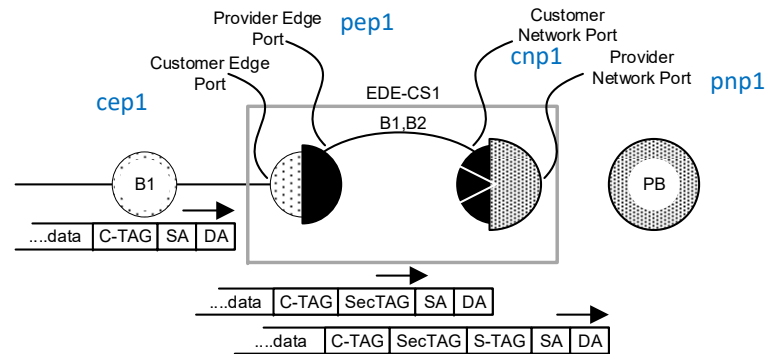 Provider Edge
Port
pep1
Customer
Network Port
cnp1
Customer Edge
Port
Provider
Network Port
pnp1
cep1
EDE-CS1
B1,B2
B1
PB
....data C-TAG SA DA
....data C-TAG SecTAG SA DA
....data C-TAG SecTAG S-TAG SA DA